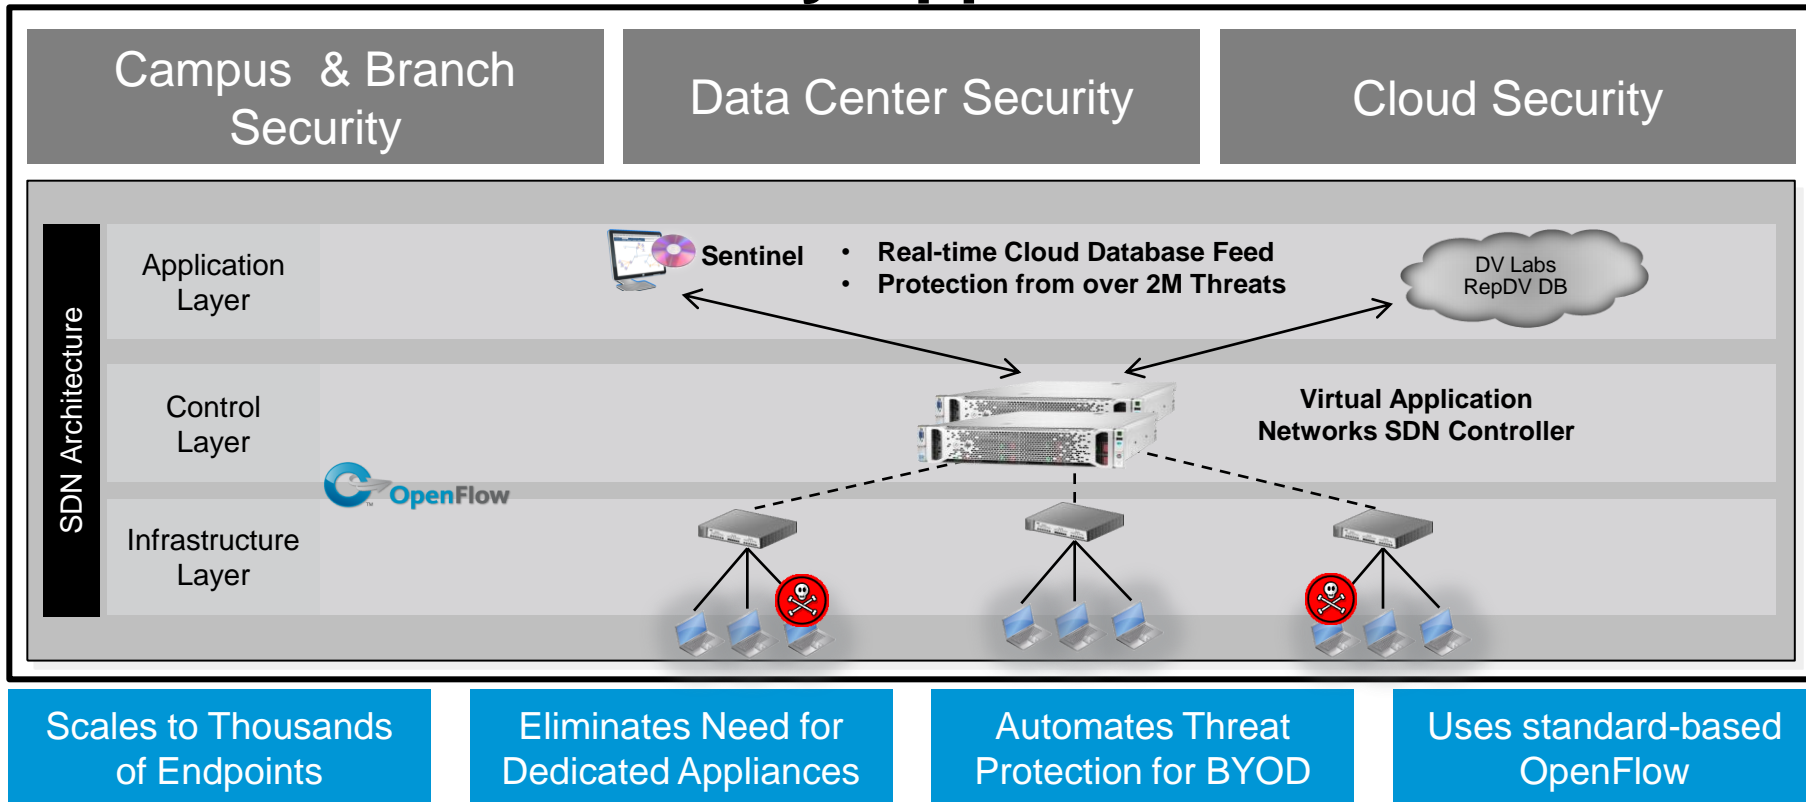 Campus & Branch
Security
Data Center Security
Cloud Security
SDN Architecture
Application
Layer
Sentinel
• Real-time Cloud Database Feed
• Protection from over 2M Threats
DV Labs
RepDV DB
Control
Layer
Virtual Application
Networks SDN Controller
OpenFlow
TM
Infrastructure
Layer
Scales to Thousands
of Endpoints
Eliminates Need for
Dedicated Appliances
Automates Threat
Protection for BYOD
Uses standard-based
OpenFlow